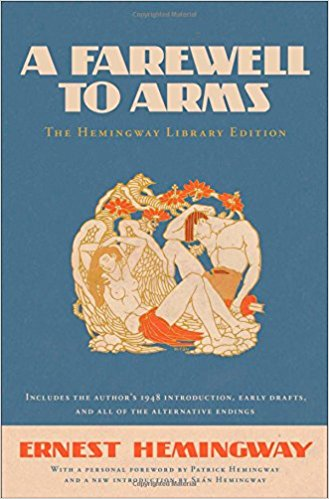 A FAREWELL
TO ARMS
THE HEMINGWAY LIBRARY EDITION
INCLUDES THE AUTHOR'S 1948 INTRODUCTION, EARLY DRAFTS,
AND ALL OF THE ALTERNATIVE ENDINGS
ERNEST HEMINGWAY
WITH A PERSONAL FOREWORD BY PATRICK HEMINGWAY
AND A NEW INTRODUCTION BY SEÁN HEMINGWAY